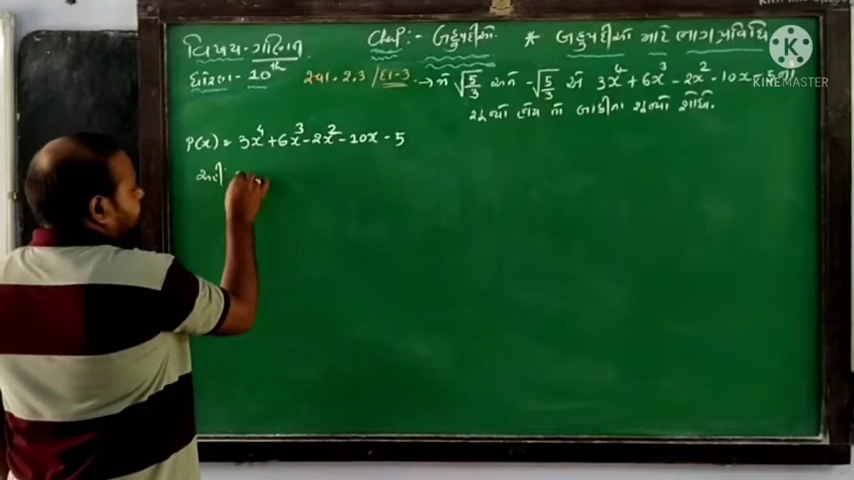 વિષય - ગણિત
Chap :- બહુપદીઓ * બહુપદીઓ માટે ભાગ પ્રવિધિ
ધોરણ - 10th સ્વા. 2.3 / દા-3. → જો √5/3 અને -√5/3 એ 3x⁴ + 6x³ - 2x² - 10x - 5ના
શૂન્યો હોય તો બાકીના શૂન્યો શોધો.
P(x) = 3x⁴ + 6x³ - 2x² - 10x - 5
અહીં
KINEMASTER